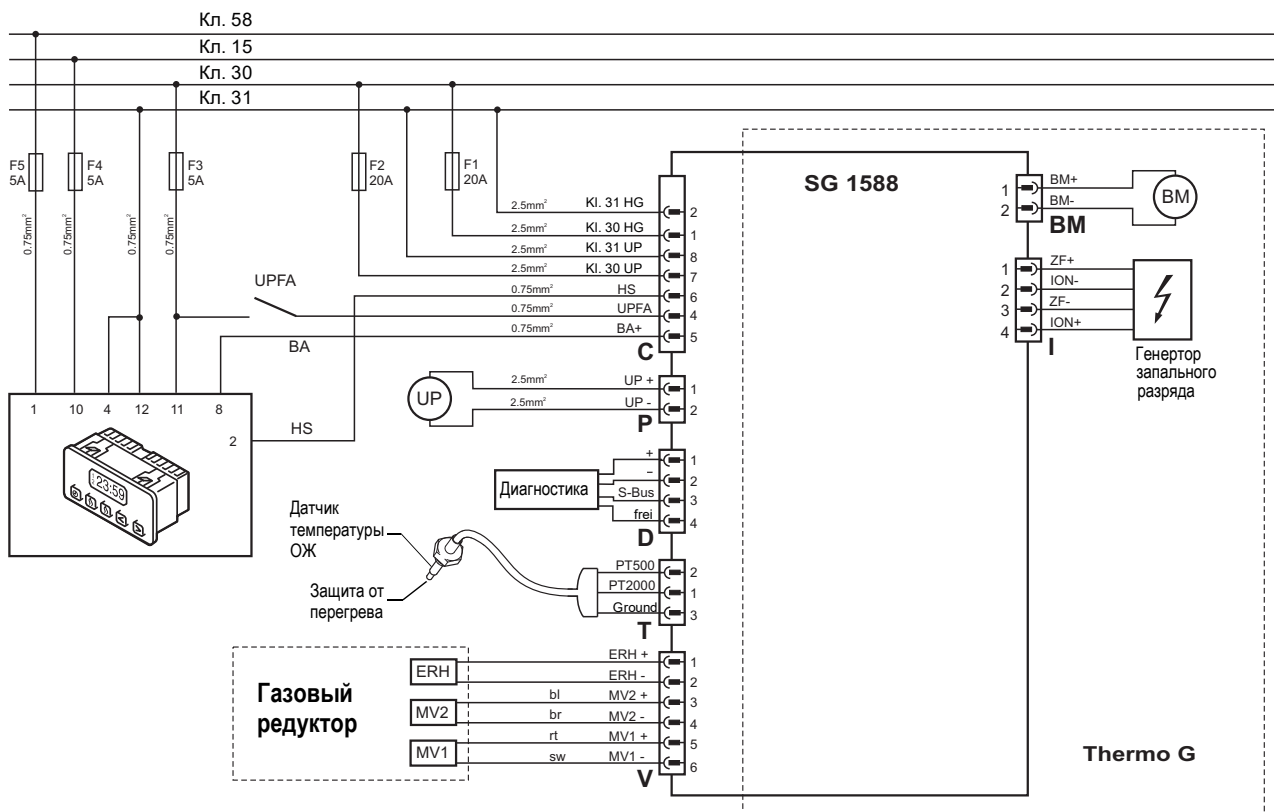 Кл. 58
Кл. 15
Кл. 30
Кл. 31
F5
5A
F4
5A
F3
5A
F2
20A
F1
20A
0.75mm²
0.75mm²
0.75mm²
0.75mm²
SG 1588
2.5mm² Kl. 31 HG 2
2.5mm² Kl. 30 HG 1
2.5mm² Kl. 31 UP 8
2.5mm² Kl. 30 UP 7
0.75mm² HS 6
0.75mm² UPFA 4
0.75mm² BA+ 5
C
UPFA
BA
HS
1 10 4 12 11 8
2
23:59
UP
2.5mm² UP + 1
2.5mm² UP - 2
P
Диагностика
+ 1
− 2
S-Bus 3
frei 4
D
Датчик
температуры
ОЖ
Защита от
перегрева
PT500 2
PT2000 1
Ground 3
T
Газовый
редуктор
ERH
MV2
MV1
ERH + 1
ERH - 2
bl MV2 + 3
br MV2 - 4
rt MV1 + 5
sw MV1 - 6
V
1 BM+
2 BM-
BM
BM
1 ZF+
2 ION-
3 ZF-
4 ION+
I
Генертор
запального
разряда
Thermo G